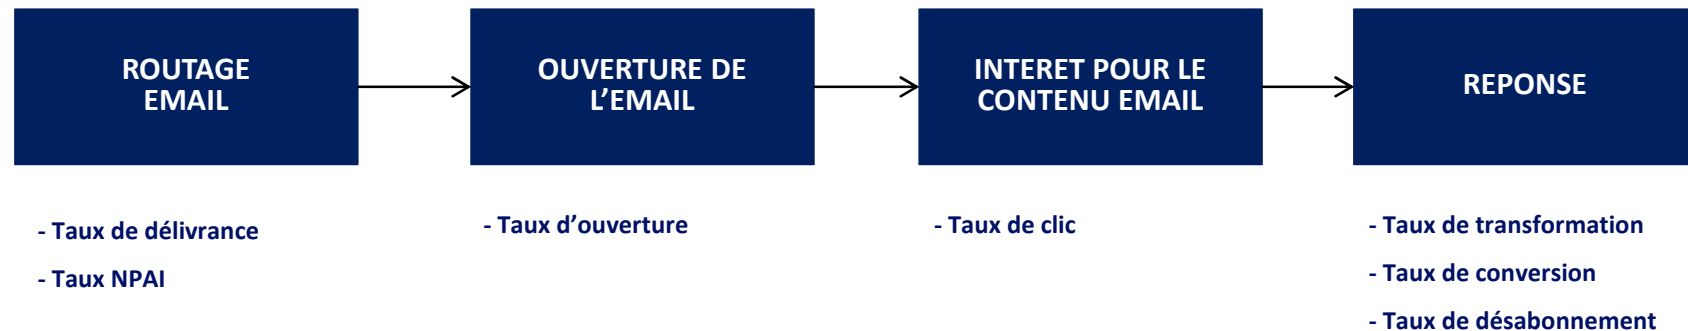 ROUTAGE
EMAIL
OUVERTURE DE
L’EMAIL
INTERET POUR LE
CONTENU EMAIL
REPONSE
- Taux de délivrance
- Taux NPAI
- Taux d’ouverture
- Taux de clic
- Taux de transformation
- Taux de conversion
- Taux de désabonnement